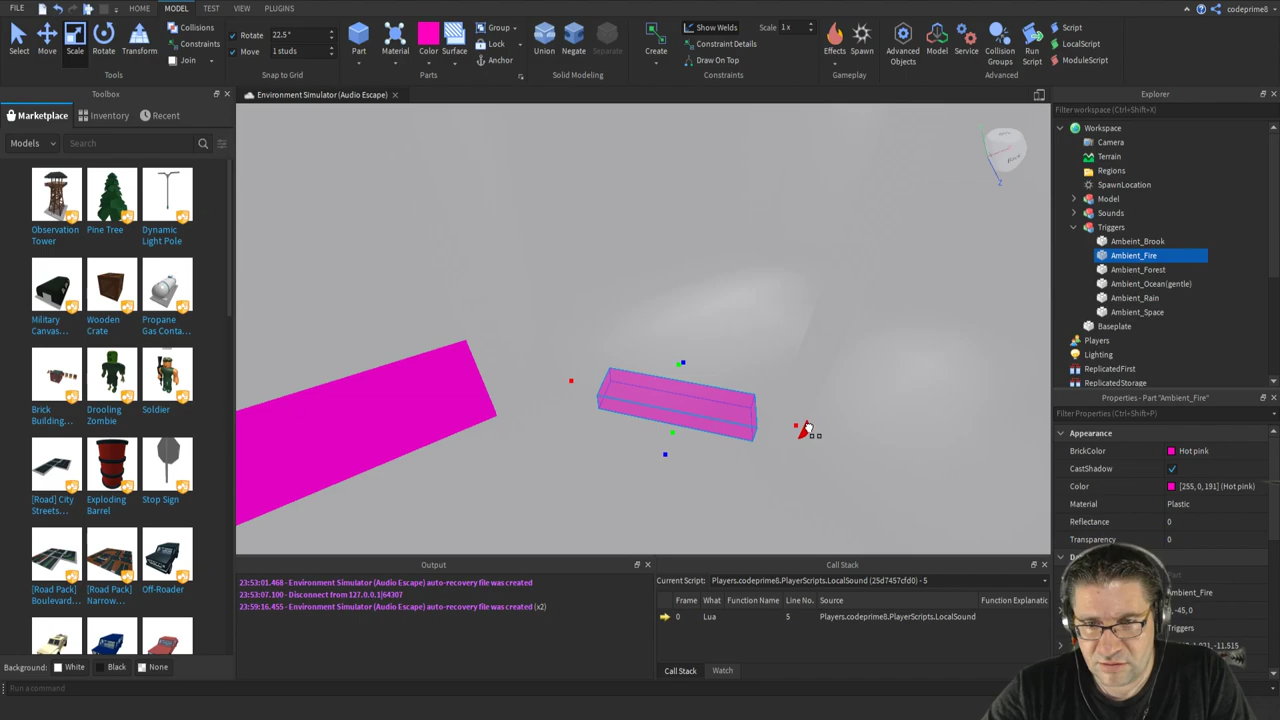 FILE
HOME
MODEL
TEST
VIEW
PLUGINS
codeprime8
Select
Move
Scale
Rotate
Transform
Collisions
Constraints
Join
Tools
Rotate
22.5°
Move
1 studs
Snap to Grid
Part
Material
Color
Surface
Group
Lock
Anchor
Parts
Union
Negate
Separate
Solid Modeling
Create
Show Welds
Scale
1 x
Constraint Details
Draw On Top
Constraints
Effects
Spawn
Gameplay
Advanced
Objects
Model
Service
Collision
Groups
Run
Script
Script
LocalScript
ModuleScript
Advanced
Toolbox
Marketplace
Inventory
Recent
Models
Search
Observation
Tower
Pine Tree
Dynamic
Light Pole
Military
Canvas...
Wooden
Crate
Propane
Gas Conta...
Brick
Building...
Drooling
Zombie
Soldier
[Road] City
Streets...
Exploding
Barrel
Stop Sign
[Road Pack]
Boulevard...
[Road Pack]
Narrow...
Off-Roader
Background:
White
Black
None
Run a command
Environment Simulator (Audio Escape)
Z
Output
23:53:01.468 - Environment Simulator (Audio Escape) auto-recovery file was created
23:53:07.100 - Disconnect from 127.0.0.1|64307
23:59:16.455 - Environment Simulator (Audio Escape) auto-recovery file was created (x2)
Call Stack
Current Script:
Players.codeprime8.PlayerScripts.LocalSound (25d7457cfd0) - 5
Frame
What
Function Name
Line No.
Source
Function Explanatic
0
Lua
5
Players.codeprime8.PlayerScripts.LocalSound
Call Stack
Watch
Explorer
Filter workspace (Ctrl+Shift+X)
Workspace
Camera
Terrain
Regions
SpawnLocation
Model
Sounds
Triggers
Ambeint_Brook
Ambient_Fire
Ambient_Forest
Ambient_Ocean(gentle)
Ambient_Rain
Ambient_Space
Baseplate
Players
Lighting
ReplicatedFirst
ReplicatedStorage
Properties - Part "Ambient_Fire"
Filter Properties (Ctrl+Shift+P)
Appearance
BrickColor
Hot pink
CastShadow
Color
[255, 0, 191] (Hot pink)
Material
Plastic
Reflectance
0
Transparency
0
Part
Ambient_Fire
-45, 0
Triggers
-11.515